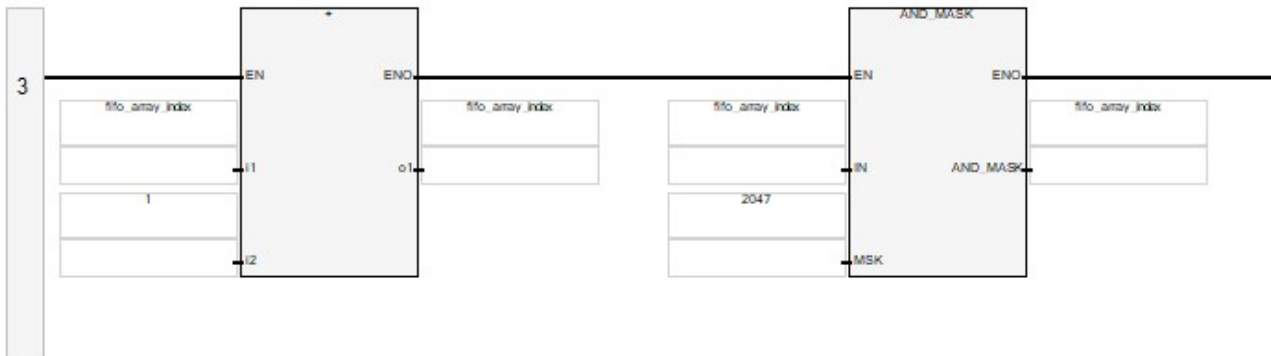 + AND_MASK
3 EN ENO EN ENO
fifo_array_index fifo_array_index fifo_array_index fifo_array_index
i1 o1 IN AND_MASK
1 2047
i2 MSK